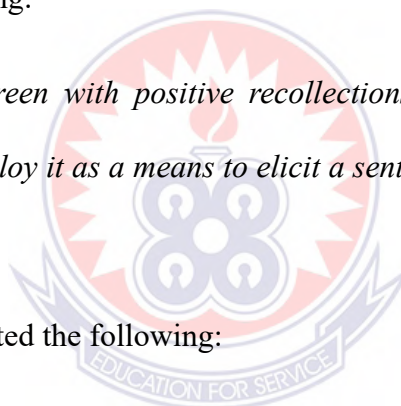 ng:
reen with positive recollection
loy it as a means to elicit a sent
ted the following:
EDUCATION FOR SERVICE